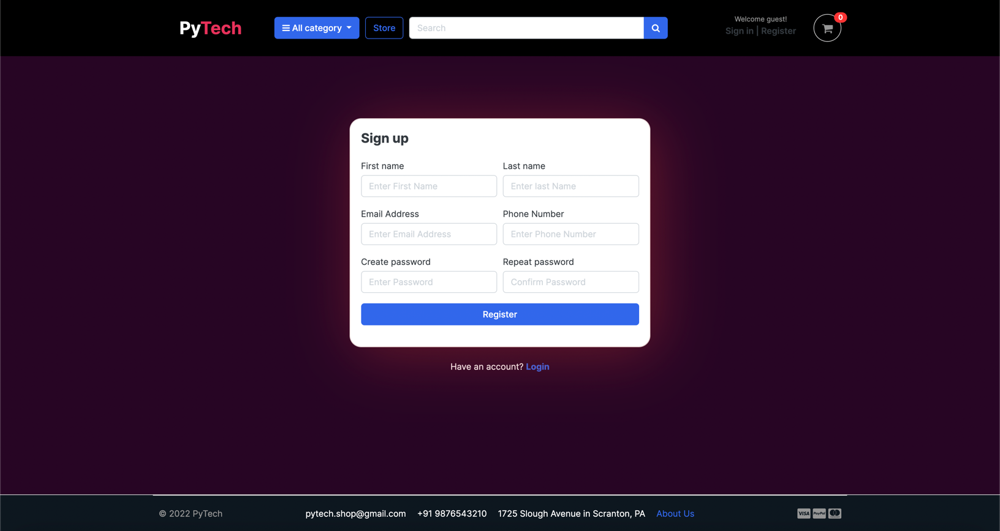 PyTech
All category
Store
Search
Welcome guest!
Sign in | Register
0
Sign up
First name
Last name
Enter First Name
Enter last Name
Email Address
Phone Number
Enter Email Address
Enter Phone Number
Create password
Repeat password
Enter Password
Confirm Password
Register
Have an account? Login
© 2022 PyTech
pytech.shop@gmail.com
+91 9876543210
1725 Slough Avenue in Scranton, PA
About Us
VISA
PayPal